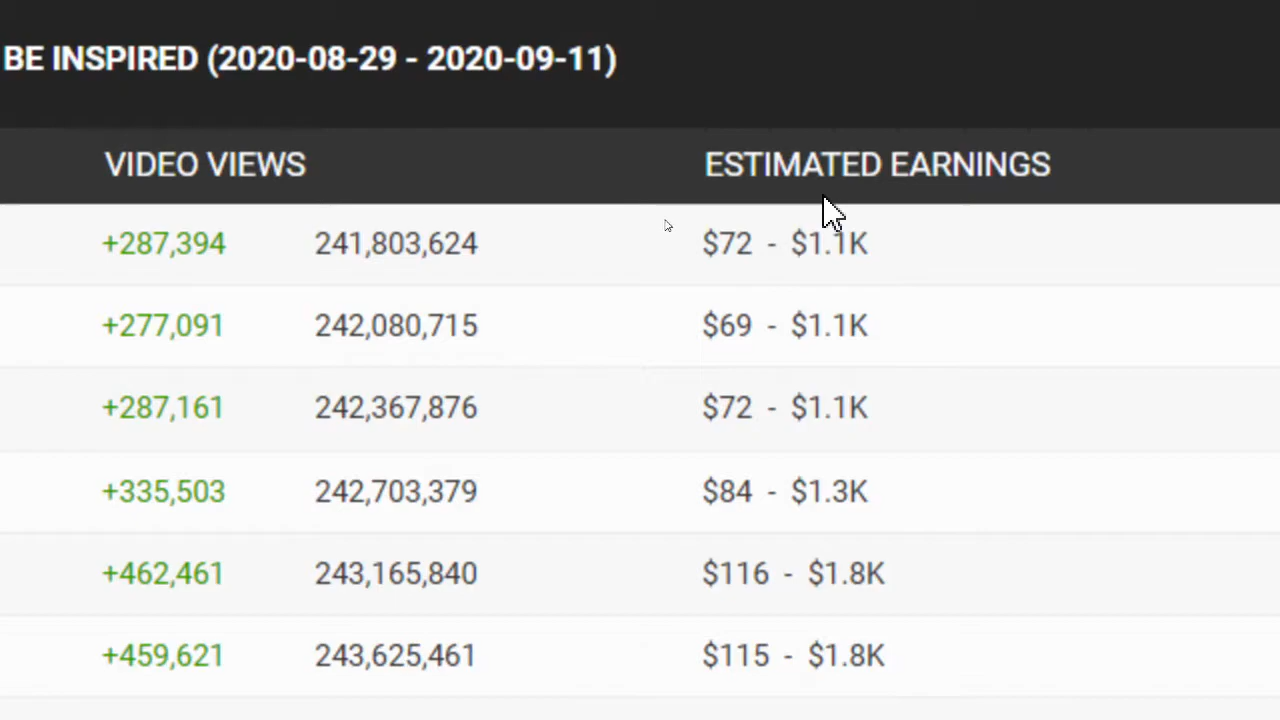 BE INSPIRED (2020-08-29 - 2020-09-11)
VIDEO VIEWS ESTIMATED EARNINGS
+287,394 241,803,624 $72 - $1.1K
+277,091 242,080,715 $69 - $1.1K
+287,161 242,367,876 $72 - $1.1K
+335,503 242,703,379 $84 - $1.3K
+462,461 243,165,840 $116 - $1.8K
+459,621 243,625,461 $115 - $1.8K